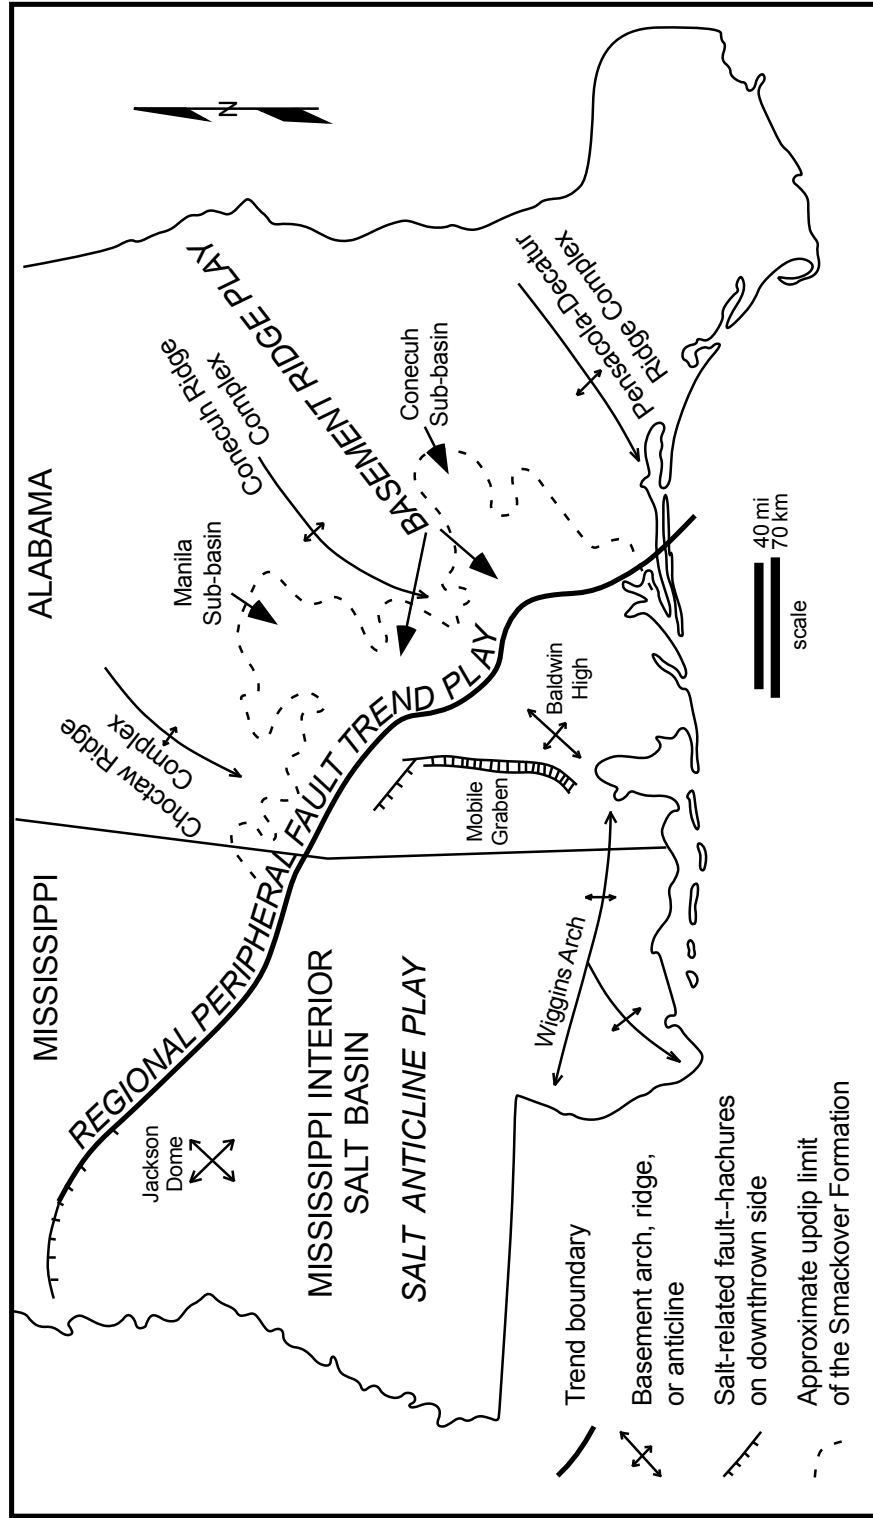 MISSISSIPPI
ALABAMA
N
REGIONAL PERIPHERAL FAULT TREND PLAY
Jackson
Dome
Choctaw Ridge
Complex
Manila
Sub-basin
Conecuh Ridge
Complex
BASEMENT RIDGE PLAY
Conecuh
Sub-basin
MISSISSIPPI INTERIOR
SALT BASIN
SALT ANTICLINE PLAY
Mobile
Graben
Baldwin
High
Wiggins Arch
Pensacola-Decatur
Ridge Complex
Trend boundary
Basement arch, ridge,
or anticline
Salt-related fault--hachures
on downthrown side
Approximate updip limit
of the Smackover Formation
40 mi
70 km
scale